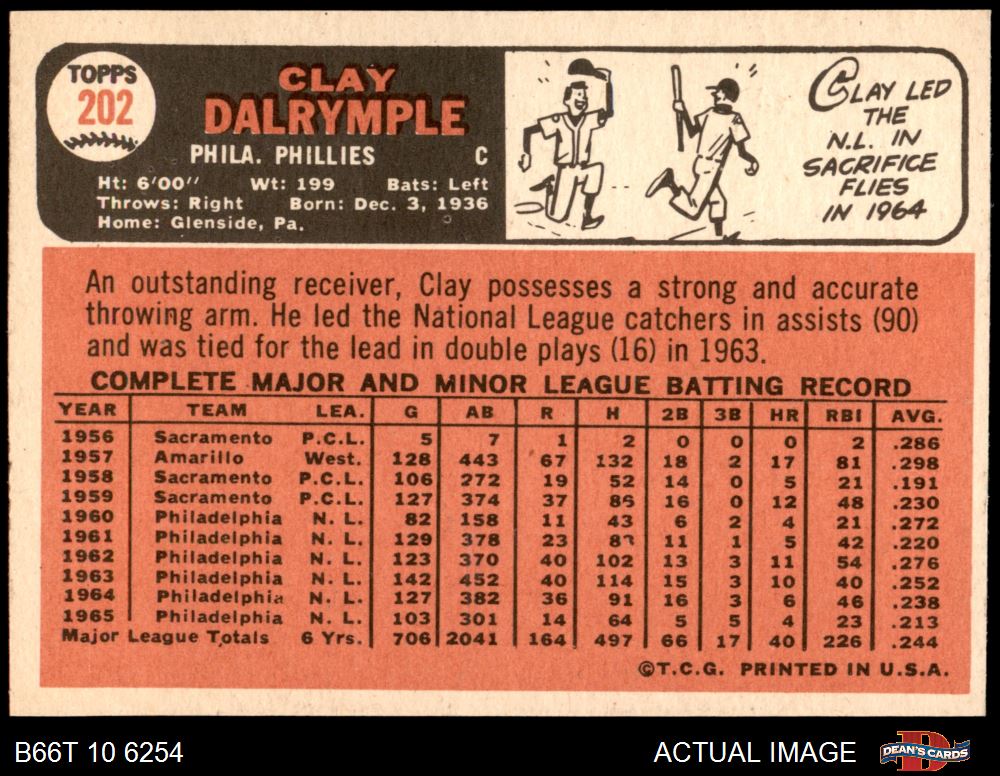 TOPPS
202
CLAY
DALRYMPLE
PHILA. PHILLIES C
Ht: 6'00" Wt: 199 Bats: Left
Throws: Right Born: Dec. 3, 1936
Home: Glenside, Pa.
CLAY LED
THE
N.L. IN
SACRIFICE
FLIES
IN 1964
An outstanding receiver, Clay possesses a strong and accurate
throwing arm. He led the National League catchers in assists (90)
and was tied for the lead in double plays (16) in 1963.
COMPLETE MAJOR AND MINOR LEAGUE BATTING RECORD
YEAR TEAM LEA. G AB R H 2B 3B HR RBI AVG.
1956 Sacramento P.C.L. 5 7 1 2 0 0 0 2 .286
1957 Amarillo West. 128 443 67 132 18 2 17 81 .298
1958 Sacramento P.C.L. 106 272 19 52 14 0 5 21 .191
1959 Sacramento P.C.L. 127 374 37 86 16 0 12 48 .230
1960 Philadelphia N. L. 82 158 11 43 6 2 4 21 .272
1961 Philadelphia N. L. 129 378 23 83 11 1 5 42 .220
1962 Philadelphia N. L. 123 370 40 102 13 3 11 54 .276
1963 Philadelphia N. L. 142 452 40 114 15 3 10 40 .252
1964 Philadelphia N. L. 127 382 36 91 16 3 6 46 .238
1965 Philadelphia N. L. 103 301 14 64 5 5 4 23 .213
Major League Totals 6 Yrs. 706 2041 164 497 66 17 40 226 .244
©T.C.G. PRINTED IN U.S.A.
B66T 10 6254 ACTUAL IMAGE
DEAN'S CARDS